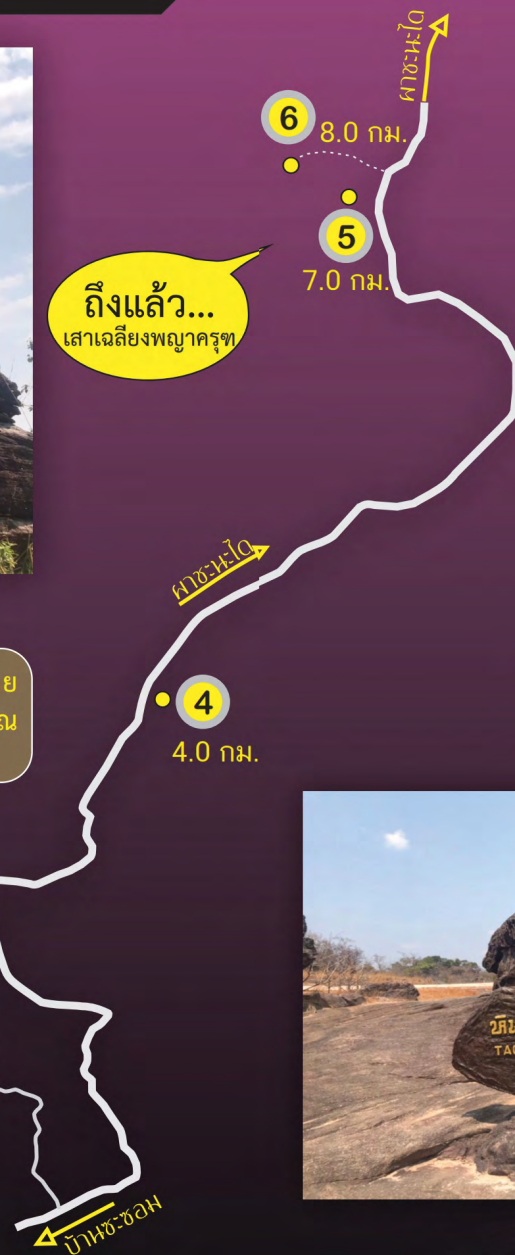 ผาชะนะได
6
8.0 กม.
5
7.0 กม.
ถึงแล้ว...
เสาเฉลียงพญาครุฑ
ผาชะนะได
4
4.0 กม.
ย
ณ
บ้านซะซอม